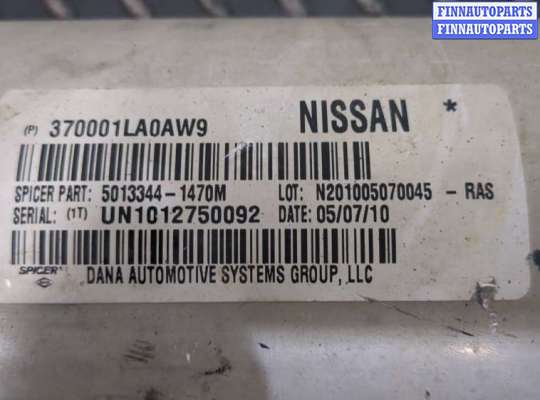 FINNAUTOPARTS
FINNAUTOPARTS
(P) 370001LA0AW9 NISSAN *
SPICER PART: 5013344-1470M LOT: N201005070045 - RAS
SERIAL: (1T) UN1012750092 DATE: 05/07/10
SPICER DANA AUTOMOTIVE SYSTEMS GROUP, LLC